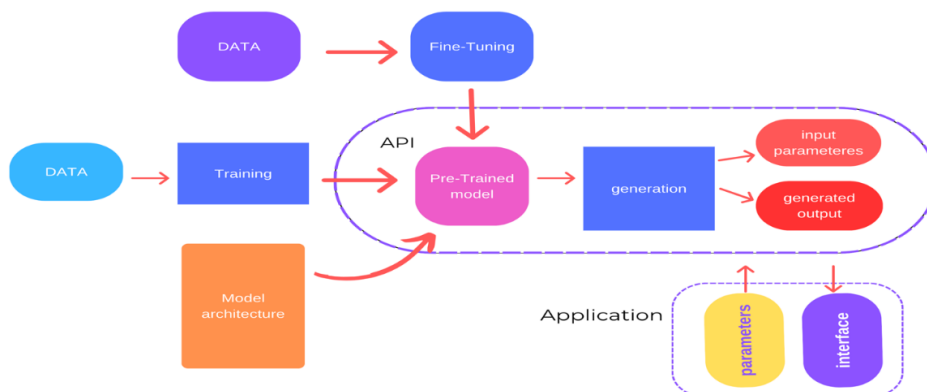 DATA
Fine-Tuning
API
DATA
Training
Pre-Trained
model
generation
input
parameteres
generated
output
Model
architecture
Application
parameters
interface